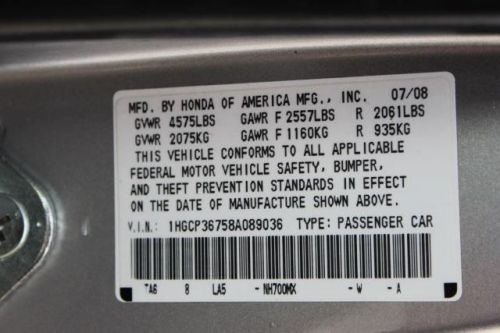 MFD. BY HONDA OF AMERICA MFG., INC. 07/08
GVWR 4575LBS GAWR F 2557LBS R 2061LBS
GVWR 2075KG GAWR F 1160KG R 935KG
THIS VEHICLE CONFORMS TO ALL APPLICABLE
FEDERAL MOTOR VEHICLE SAFETY, BUMPER,
AND THEFT PREVENTION STANDARDS IN EFFECT
ON THE DATE OF MANUFACTURE SHOWN ABOVE.
V.I.N.: 1HGCP36758A089036 TYPE: PASSENGER CAR
TA6 8 LA5 - NH700MX - W - A